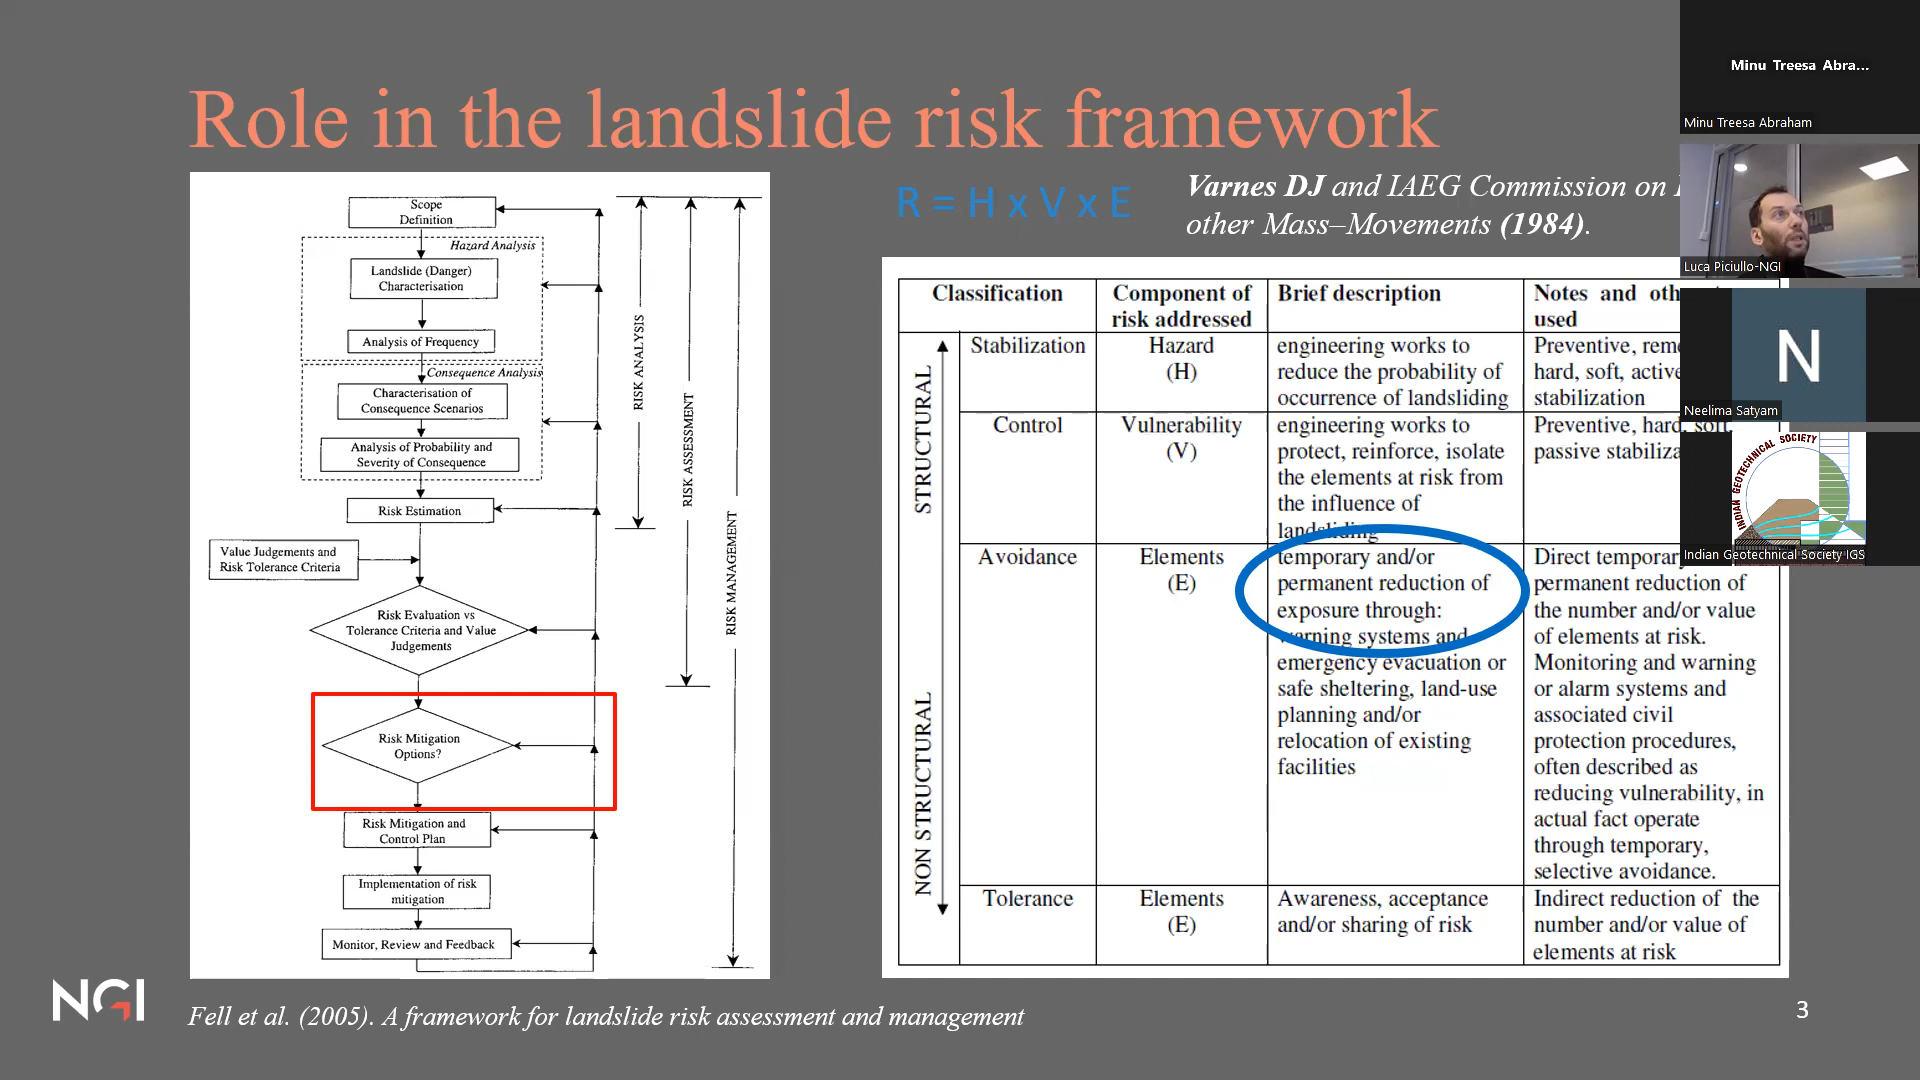 Role in the landslide risk framework
R = H x V x E
Varnes DJ and IAEG Commission on
other Mass–Movements (1984).
Scope
Definition
Hazard Analysis
Landslide (Danger)
Characterisation
Analysis of Frequency
Consequence Analysis
Characterisation of
Consequence Scenarios
Analysis of Probability and
Severity of Consequence
Risk Estimation
Value Judgements and
Risk Tolerance Criteria
Risk Evaluation vs
Tolerance Criteria and Value
Judgements
Risk Mitigation
Options?
Risk Mitigation and
Control Plan
Implementation of risk
mitigation
Monitor, Review and Feedback
RISK ANALYSIS
RISK ASSESSMENT
RISK MANAGEMENT
Classification
Component of
risk addressed
Brief description
Notes and
used
STRUCTURAL
NON STRUCTURAL
Stabilization
Hazard
(H)
engineering works to
reduce the probability of
occurrence of landsliding
Preventive,
hard, soft, active
stabilization
Control
Vulnerability
(V)
engineering works to
protect, reinforce, isolate
the elements at risk from
the influence of
landsliding
Preventive, hard, soft,
passive
Avoidance
Elements
(E)
temporary and/or
permanent reduction of
exposure through:
warning systems and
emergency evacuation or
safe sheltering, land-use
planning and/or
relocation of existing
facilities
Direct temporary
permanent reduction of
the number and/or value
of elements at risk.
Monitoring and warning
or alarm systems and
associated civil
protection procedures,
often described as
reducing vulnerability, in
actual fact operate
through temporary,
selective avoidance.
Tolerance
Elements
(E)
Awareness, acceptance
and/or sharing of risk
Indirect reduction of the
number and/or value of
elements at risk
NGI
Fell et al. (2005). A framework for landslide risk assessment and management
3
Minu Treesa Abra...
Minu Treesa Abraham
Luca Piciullo-NGI
N
Neelima Satyam
INDIAN GEOTECHNICAL SOCIETY
Indian Geotechnical Society IGS